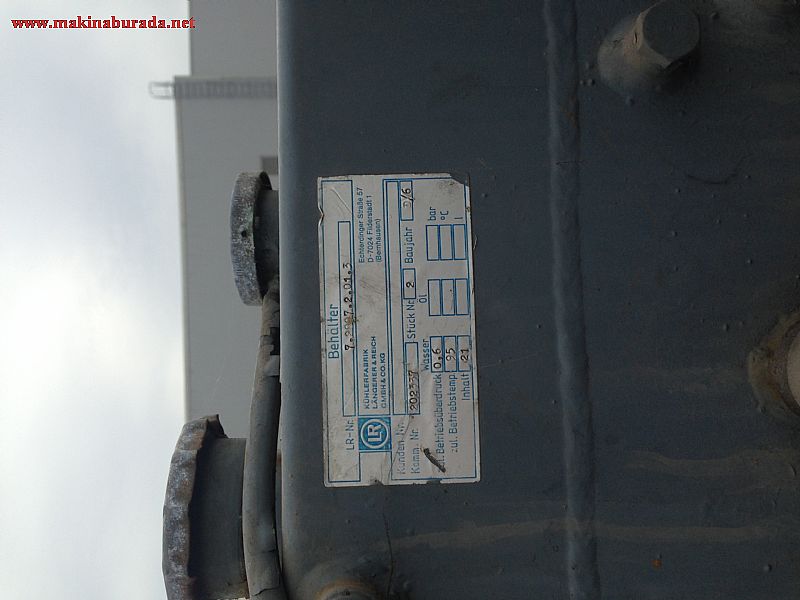 www.makinaburada.net
Behälter
LR-Nr.
LR
KÜHLERFABRIK
LÄNGERER & REICH
GMBH & CO. KG
Echterdinger Straße 57
D-7024 Filderstadt 1
(Bernhausen)
Kunden-Nr.
Komm. Nr. Stück Nr. 2 Baujahr
Wasser Öl
zul. Betriebsüberdruck 0,6 bar
zul. Betriebstemp. 95 °C
Inhalt 21 l